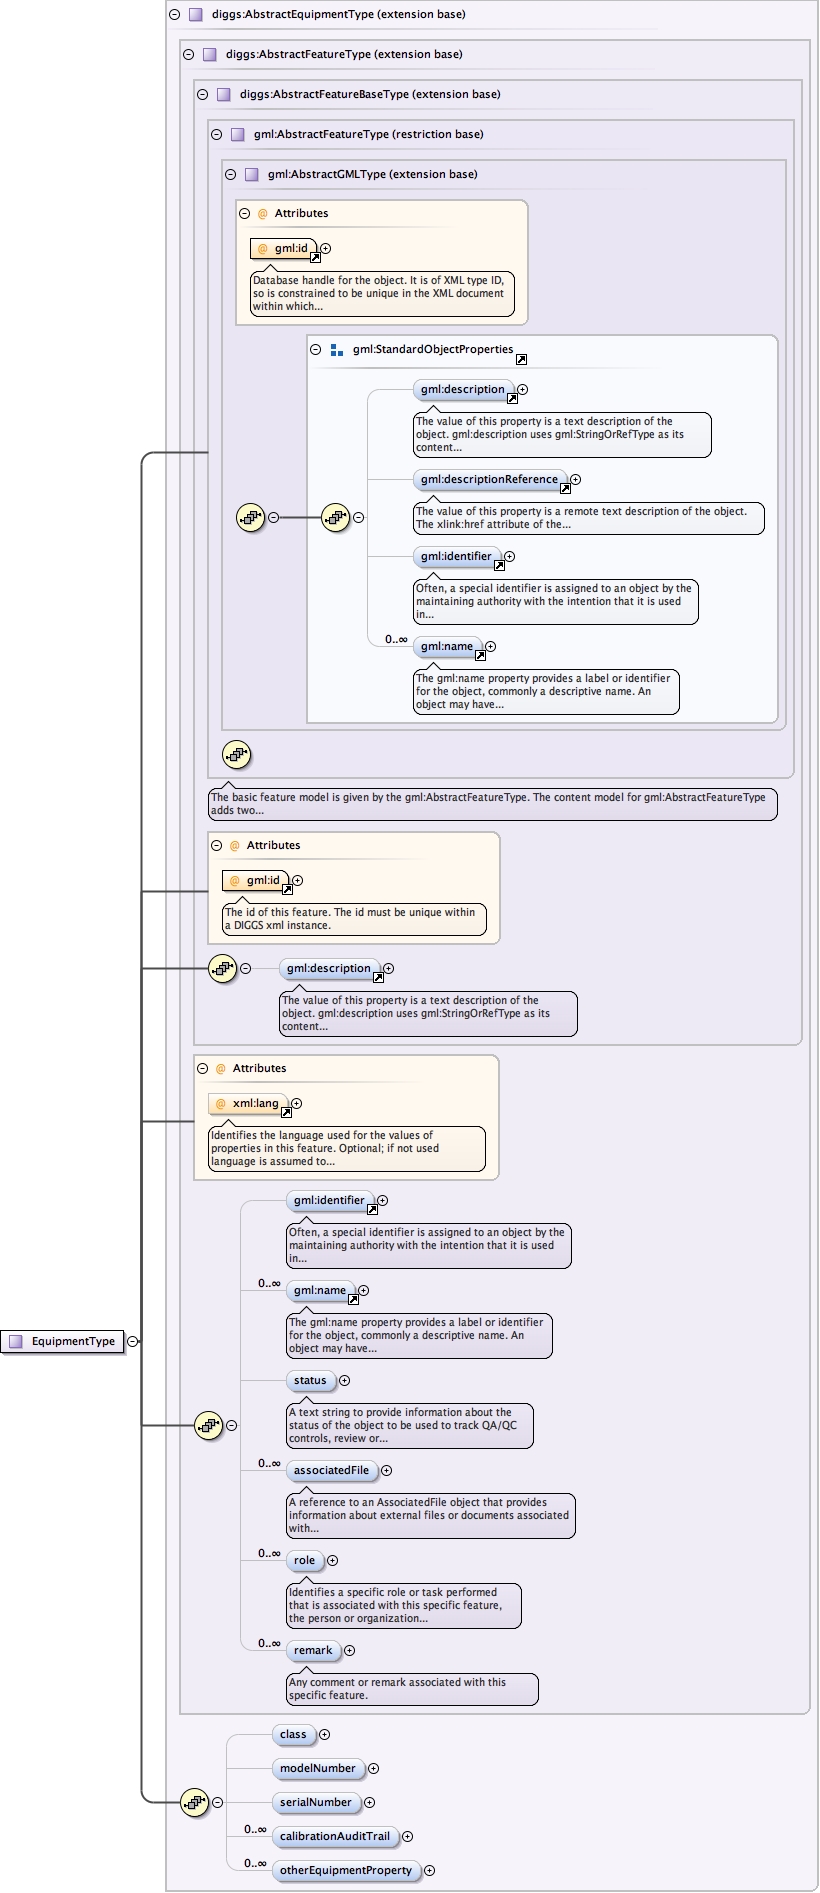 diggs:AbstractEquipmentType (extension base)
diggs:AbstractFeatureType (extension base)
diggs:AbstractFeatureBaseType (extension base)
gml:AbstractFeatureType (restriction base)
gml:AbstractGMLType (extension base)
@ Attributes
@ gml:id
Database handle for the object. It is of XML type ID,
so is constrained to be unique in the XML document
within which...
gml:StandardObjectProperties
gml:description
The value of this property is a text description of the
object. gml:description uses gml:StringOrRefType as its
content...
gml:descriptionReference
The value of this property is a remote text description of the object.
The xlink:href attribute of the...
gml:identifier
Often, a special identifier is assigned to an object by the
maintaining authority with the intention that it is used
in...
0..∞
gml:name
The gml:name property provides a label or identifier
for the object, commonly a descriptive name. An
object may have...
The basic feature model is given by the gml:AbstractFeatureType. The content model for gml:AbstractFeatureType
adds two...
@ Attributes
@ gml:id
The id of this feature. The id must be unique within
a DIGGS xml instance.
gml:description
The value of this property is a text description of the
object. gml:description uses gml:StringOrRefType as its
content...
@ Attributes
@ xml:lang
Identifies the language used for the values of
properties in this feature. Optional; if not used
language is assumed to...
gml:identifier
Often, a special identifier is assigned to an object by the
maintaining authority with the intention that it is used
in...
0..∞
gml:name
The gml:name property provides a label or identifier
for the object, commonly a descriptive name. An
object may have...
EquipmentType
status
A text string to provide information about the
status of the object to be used to track QA/QC
controls, review or...
0..∞
associatedFile
A reference to an AssociatedFile object that provides
information about external files or documents associated
with...
0..∞
role
Identifies a specific role or task performed
that is associated with this specific feature,
the person or organization...
0..∞
remark
Any comment or remark associated with this
specific feature.
class
modelNumber
serialNumber
0..∞
calibrationAuditTrail
0..∞
otherEquipmentProperty